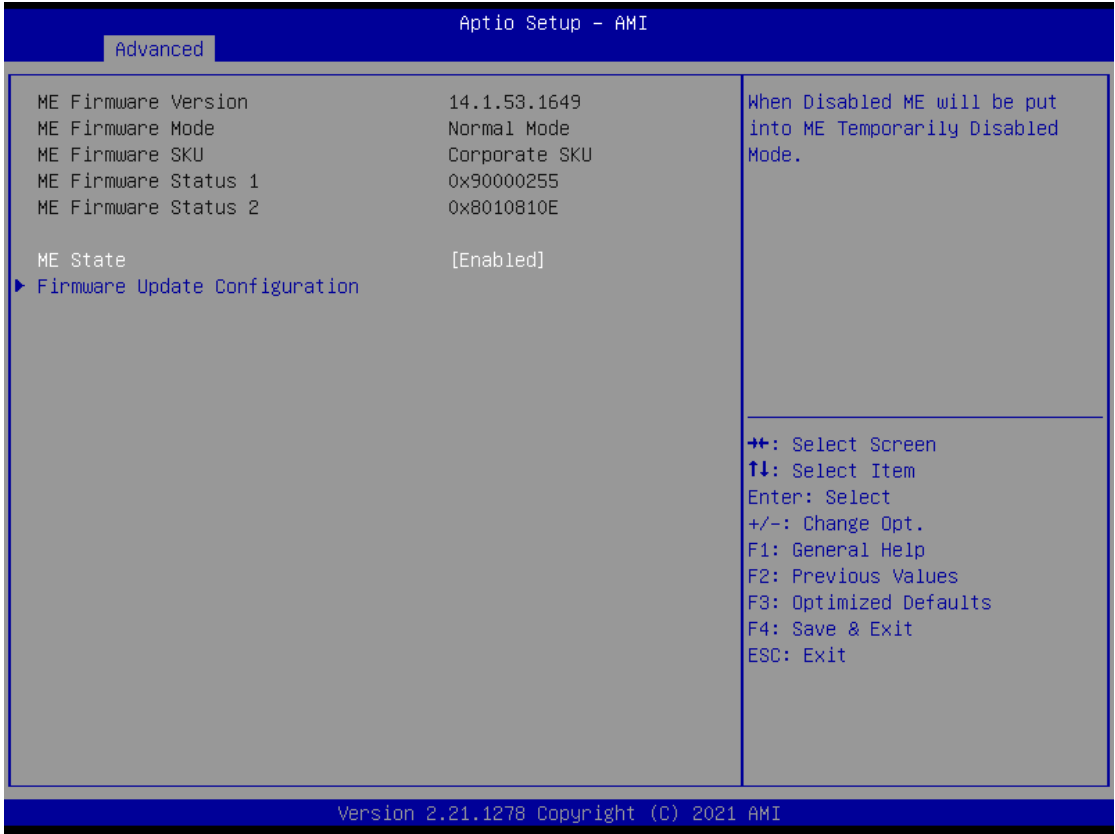 Aptio Setup – AMI
Advanced
ME Firmware Version 14.1.53.1649
ME Firmware Mode Normal Mode
ME Firmware SKU Corporate SKU
ME Firmware Status 1 0x90000255
ME Firmware Status 2 0x8010810E
ME State [Enabled]
▶ Firmware Update Configuration
When Disabled ME will be put
into ME Temporarily Disabled
Mode.
→←: Select Screen
↑↓: Select Item
Enter: Select
+/-: Change Opt.
F1: General Help
F2: Previous Values
F3: Optimized Defaults
F4: Save & Exit
ESC: Exit
Version 2.21.1278 Copyright (C) 2021 AMI